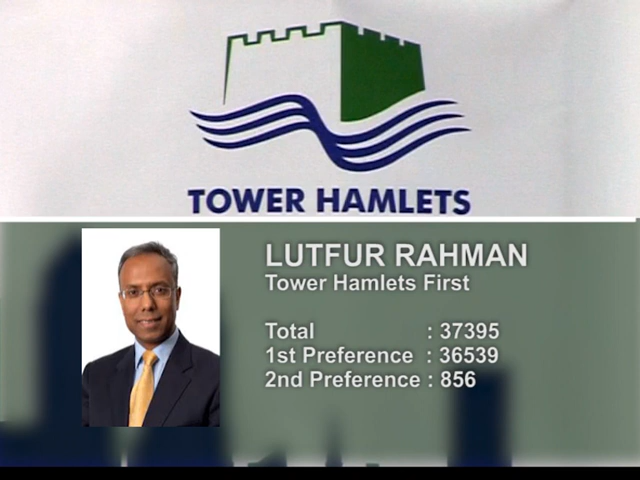 TOWER HAMLETS
LUTFUR RAHMAN
Tower Hamlets First
Total : 37395
1st Preference : 36539
2nd Preference : 856